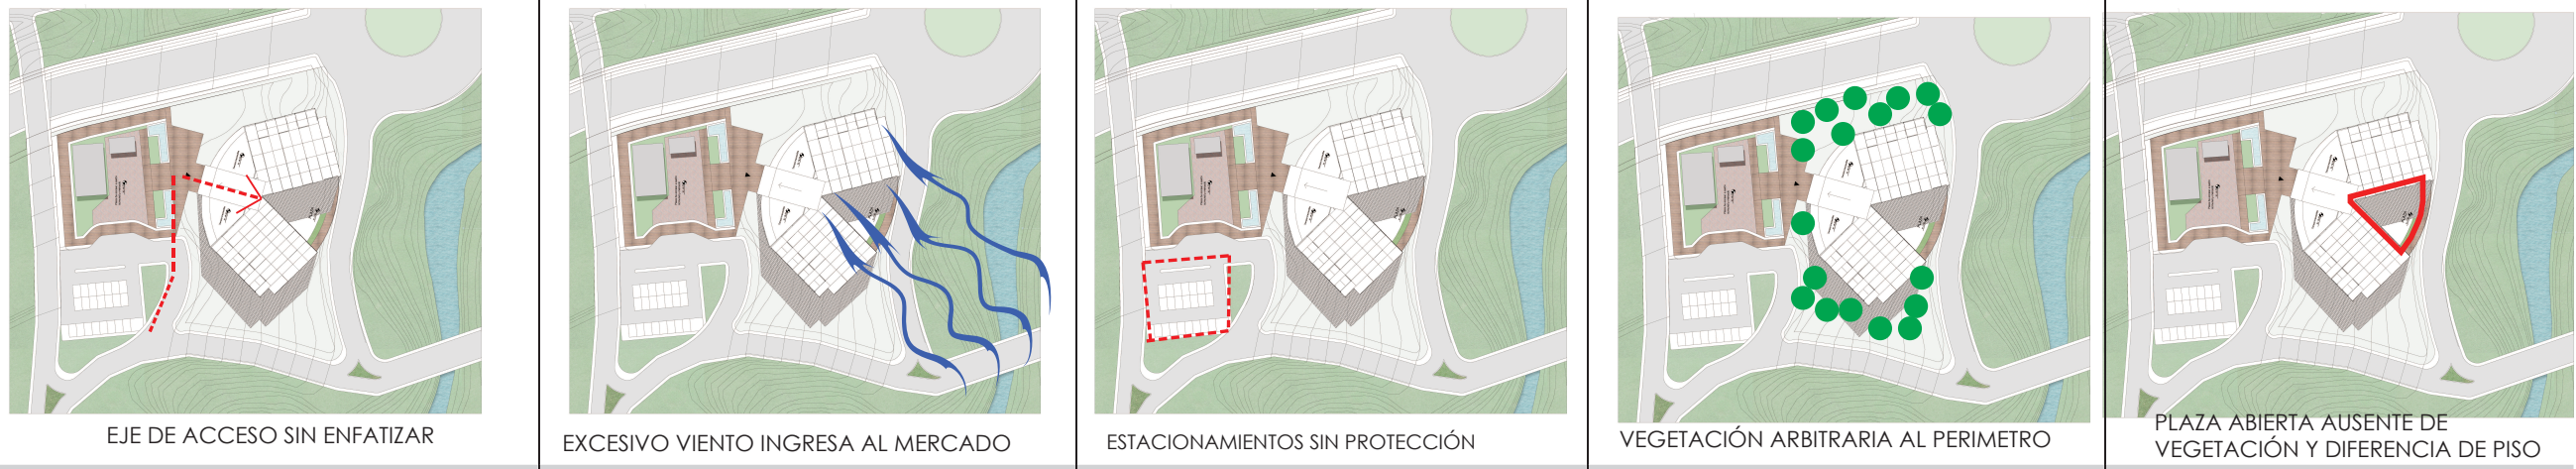 EJE DE ACCESO SIN ENFATIZAR
EXCESIVO VIENTO INGRESA AL MERCADO
ESTACIONAMIENTOS SIN PROTECCIÓN
VEGETACIÓN ARBITRARIA AL PERIMETRO
PLAZA ABIERTA AUSENTE DE
VEGETACIÓN Y DIFERENCIA DE PISO